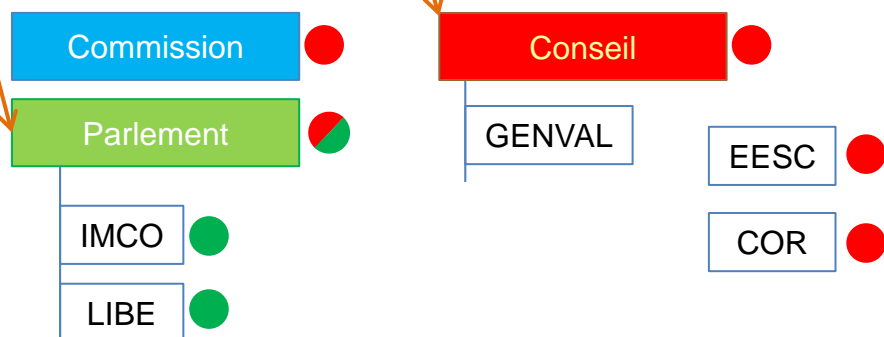 Commission
Conseil
Parlement
GENVAL
EESC
IMCO
COR
LIBE